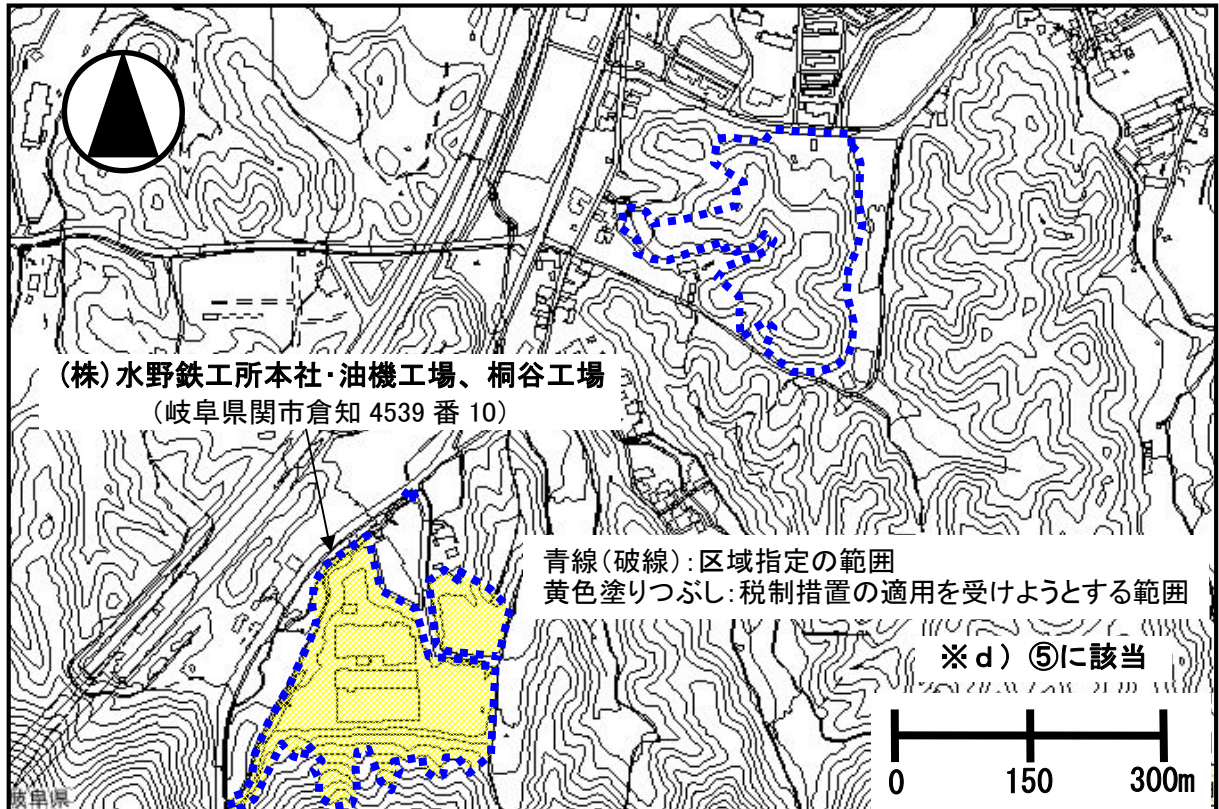 (株)水野鉄工所本社・油機工場、桐谷工場
(岐阜県関市倉知 4539 番 10)
青線(破線):区域指定の範囲
黄色塗りつぶし:税制措置の適用を受けようとする範囲
※d) ⑤に該当
0 150 300m
岐阜県